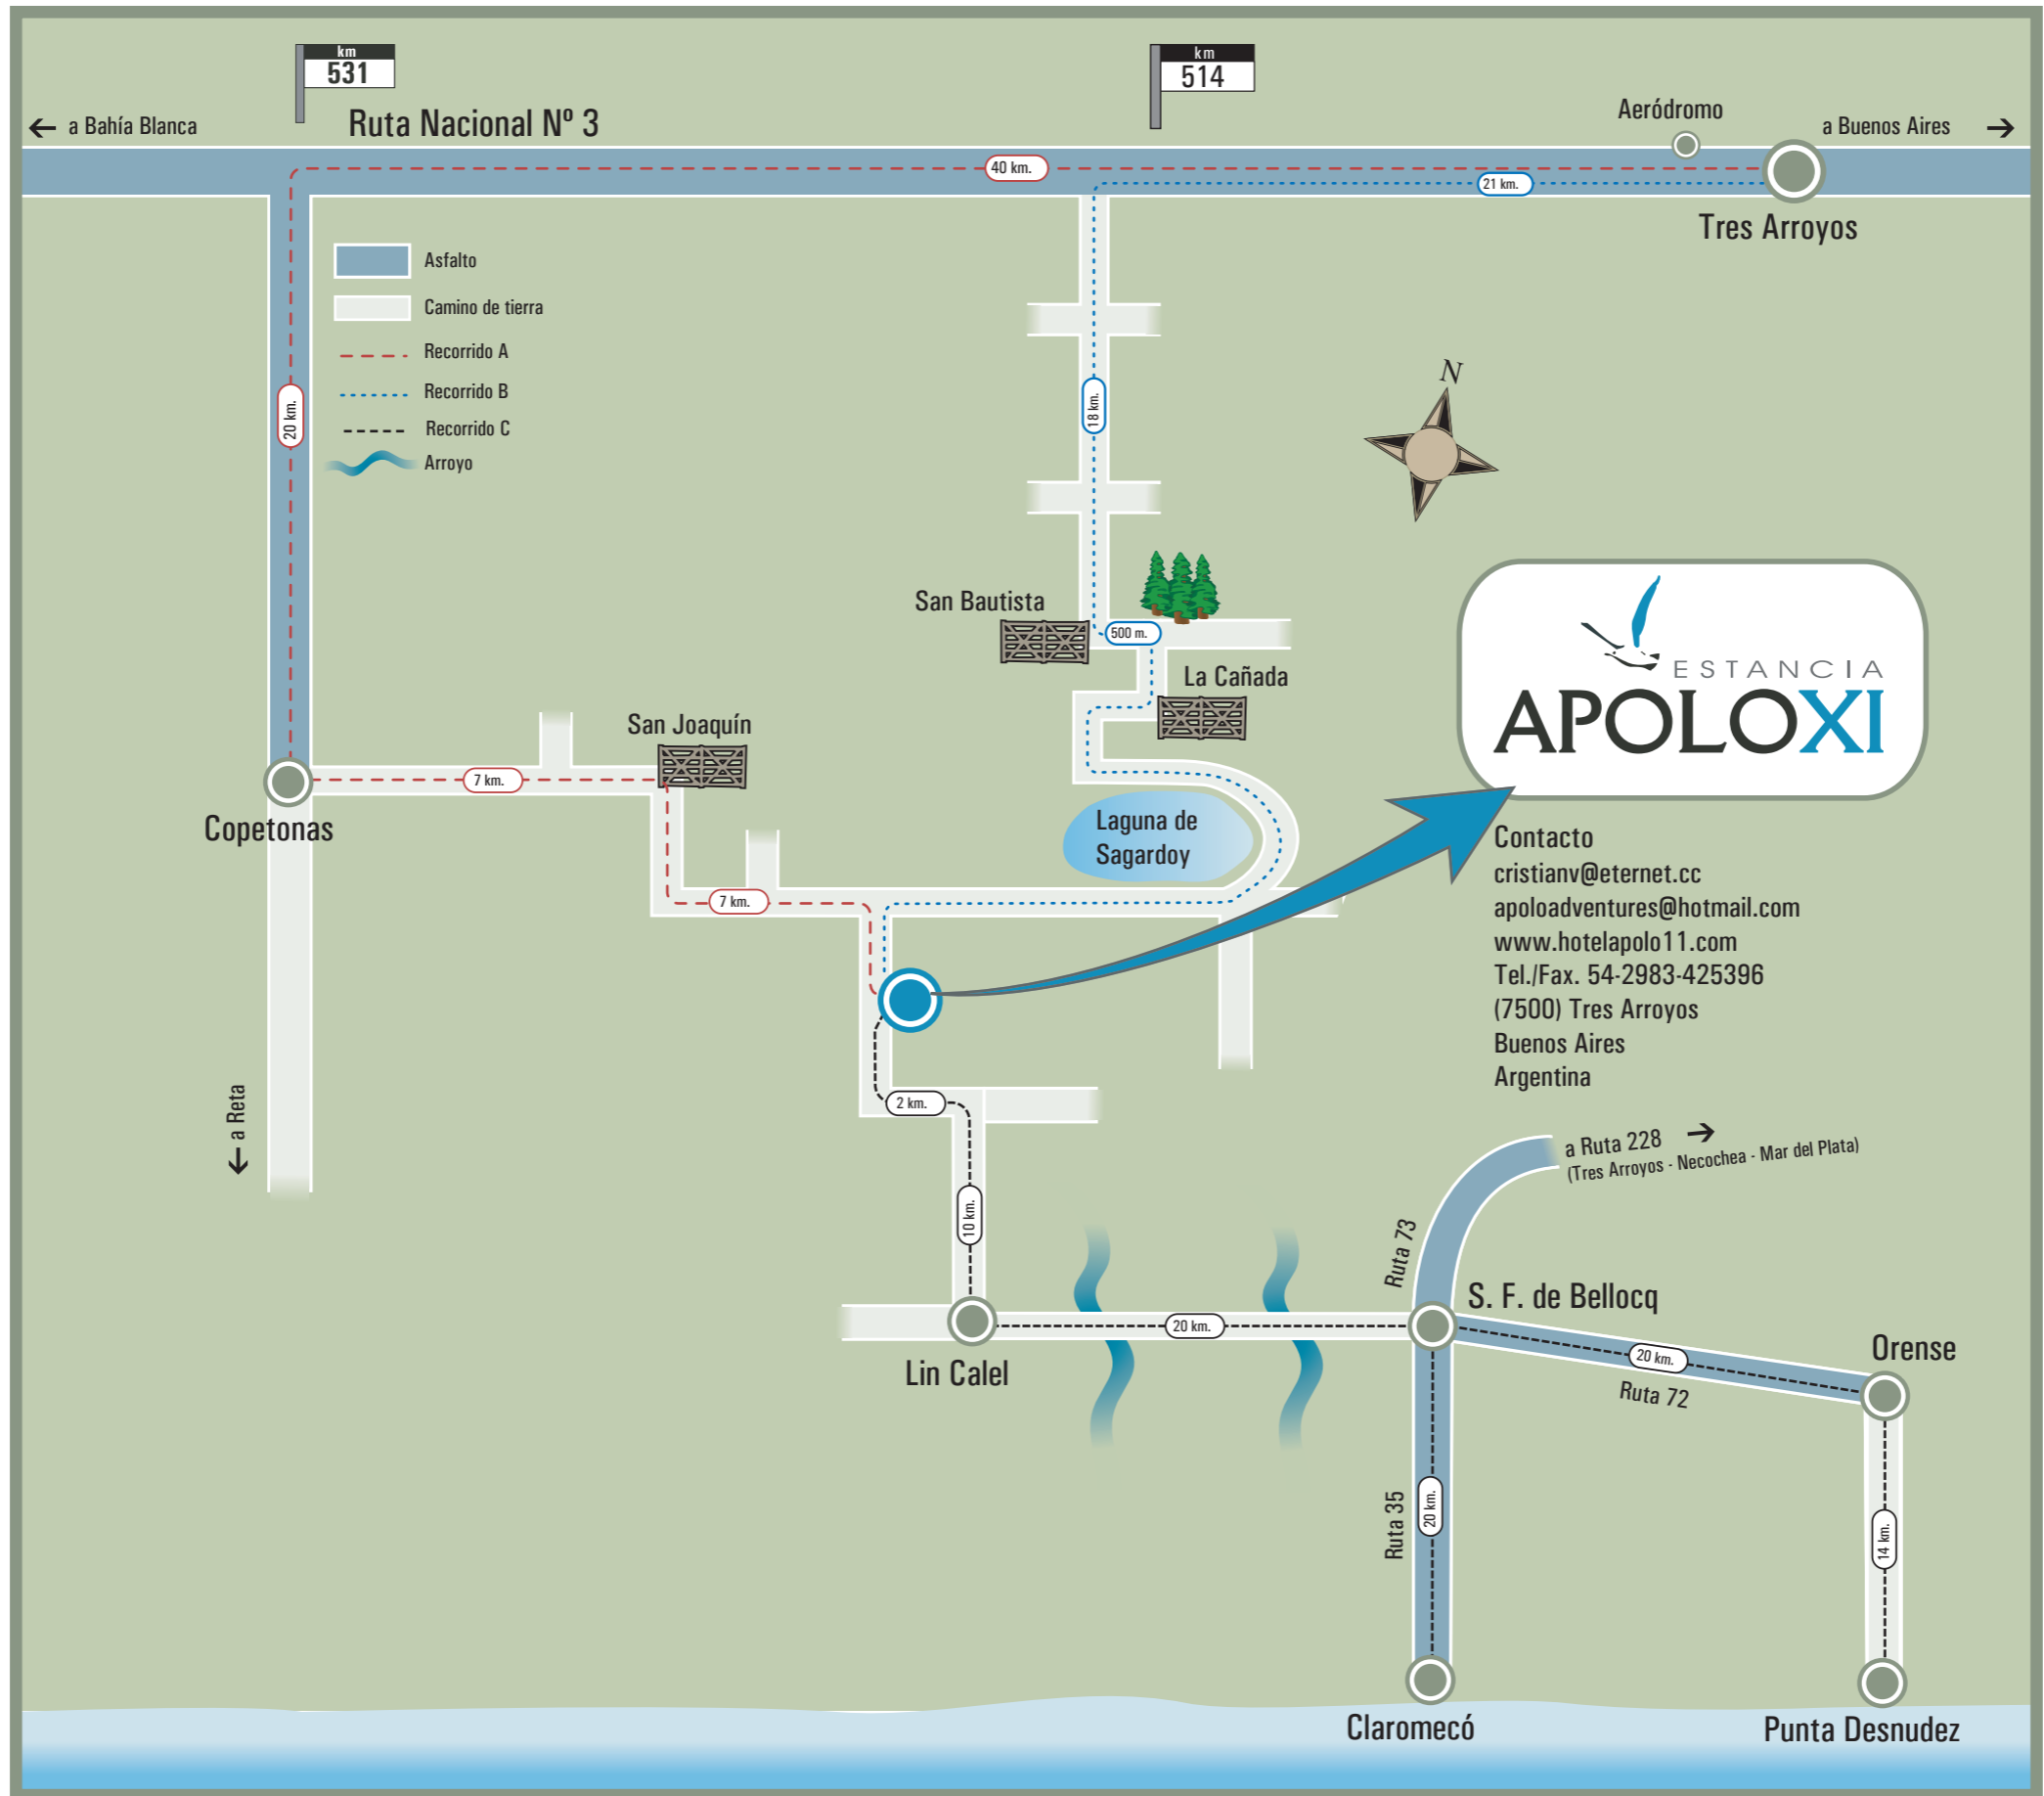 km
531
km
514
← a Bahía Blanca
Ruta Nacional Nº 3
Aeródromo
a Buenos Aires →
40 km.
21 km.
Tres Arroyos
Asfalto
Camino de tierra
Recorrido A
Recorrido B
Recorrido C
Arroyo
20 km.
18 km.
N
San Bautista
500 m.
La Cañada
ESTANCIA
APOLOXI
San Joaquín
7 km.
Copetonas
Laguna de
Sagardoy
7 km.
Contacto
cristianv@eternet.cc
apoloadventures@hotmail.com
www.hotelapolo11.com
Tel./Fax. 54-2983-425396
(7500) Tres Arroyos
Buenos Aires
Argentina
← a Reta
2 km.
10 km.
a Ruta 228 →
(Tres Arroyos - Necochea - Mar del Plata)
Ruta 73
S. F. de Bellocq
20 km.
Lin Calel
20 km.
Ruta 72
Orense
Ruta 35
20 km.
14 km.
Claromecó
Punta Desnudez